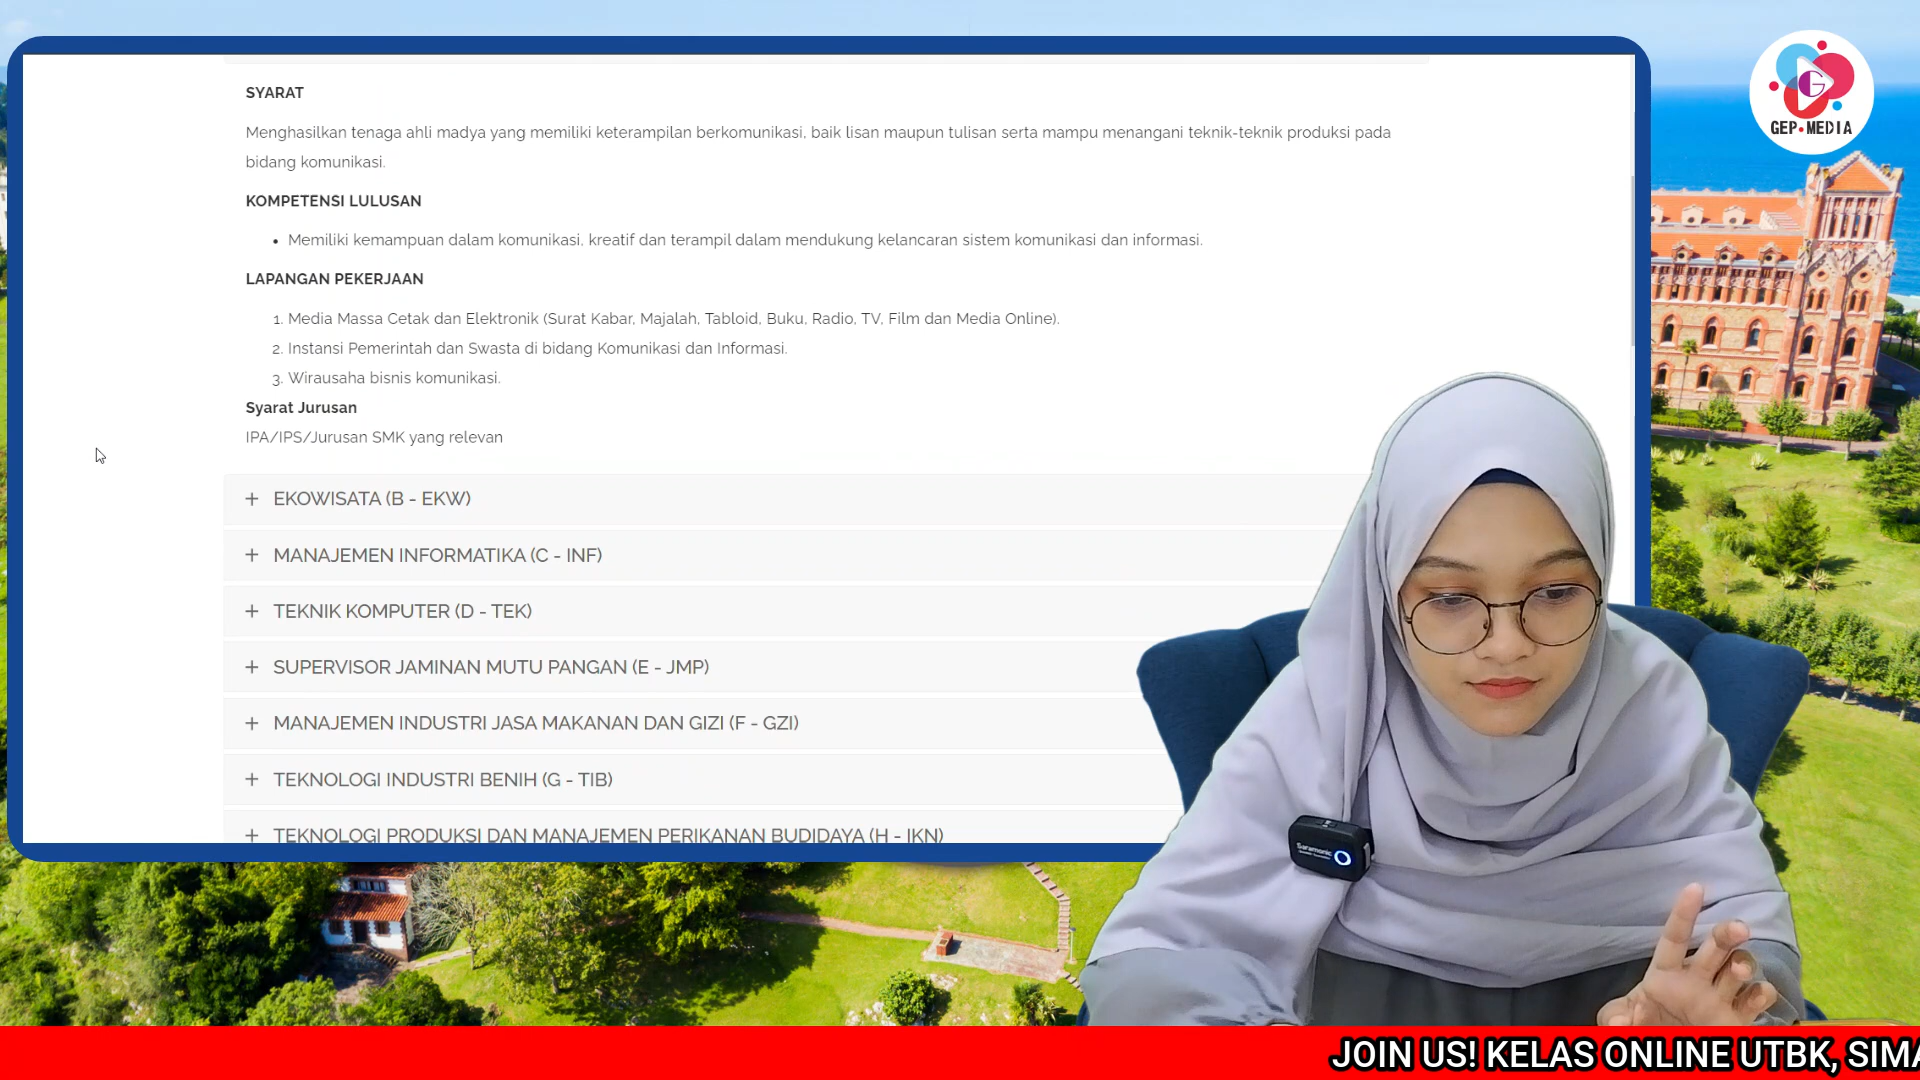 SYARAT
Menghasilkan tenaga ahli madya yang memiliki keterampilan berkomunikasi, baik lisan maupun tulisan serta mampu menangani teknik-teknik produksi pada
bidang komunikasi.
KOMPETENSI LULUSAN
• Memiliki kemampuan dalam komunikasi, kreatif dan terampil dalam mendukung kelancaran sistem komunikasi dan informasi.
LAPANGAN PEKERJAAN
1. Media Massa Cetak dan Elektronik (Surat Kabar, Majalah, Tabloid, Buku, Radio, TV, Film dan Media Online).
2. Instansi Pemerintah dan Swasta di bidang Komunikasi dan Informasi.
3. Wirausaha bisnis komunikasi.
Syarat Jurusan
IPA/IPS/Jurusan SMK yang relevan
+ EKOWISATA (B - EKW)
+ MANAJEMEN INFORMATIKA (C - INF)
+ TEKNIK KOMPUTER (D - TEK)
+ SUPERVISOR JAMINAN MUTU PANGAN (E - JMP)
+ MANAJEMEN INDUSTRI JASA MAKANAN DAN GIZI (F - GZI)
+ TEKNOLOGI INDUSTRI BENIH (G - TIB)
+ TEKNOLOGI PRODUKSI DAN MANAJEMEN PERIKANAN BUDIDAYA (H - IKN)
G
GEP•MEDIA
Saramonic
JOIN US! KELAS ONLINE UTBK, SIMA